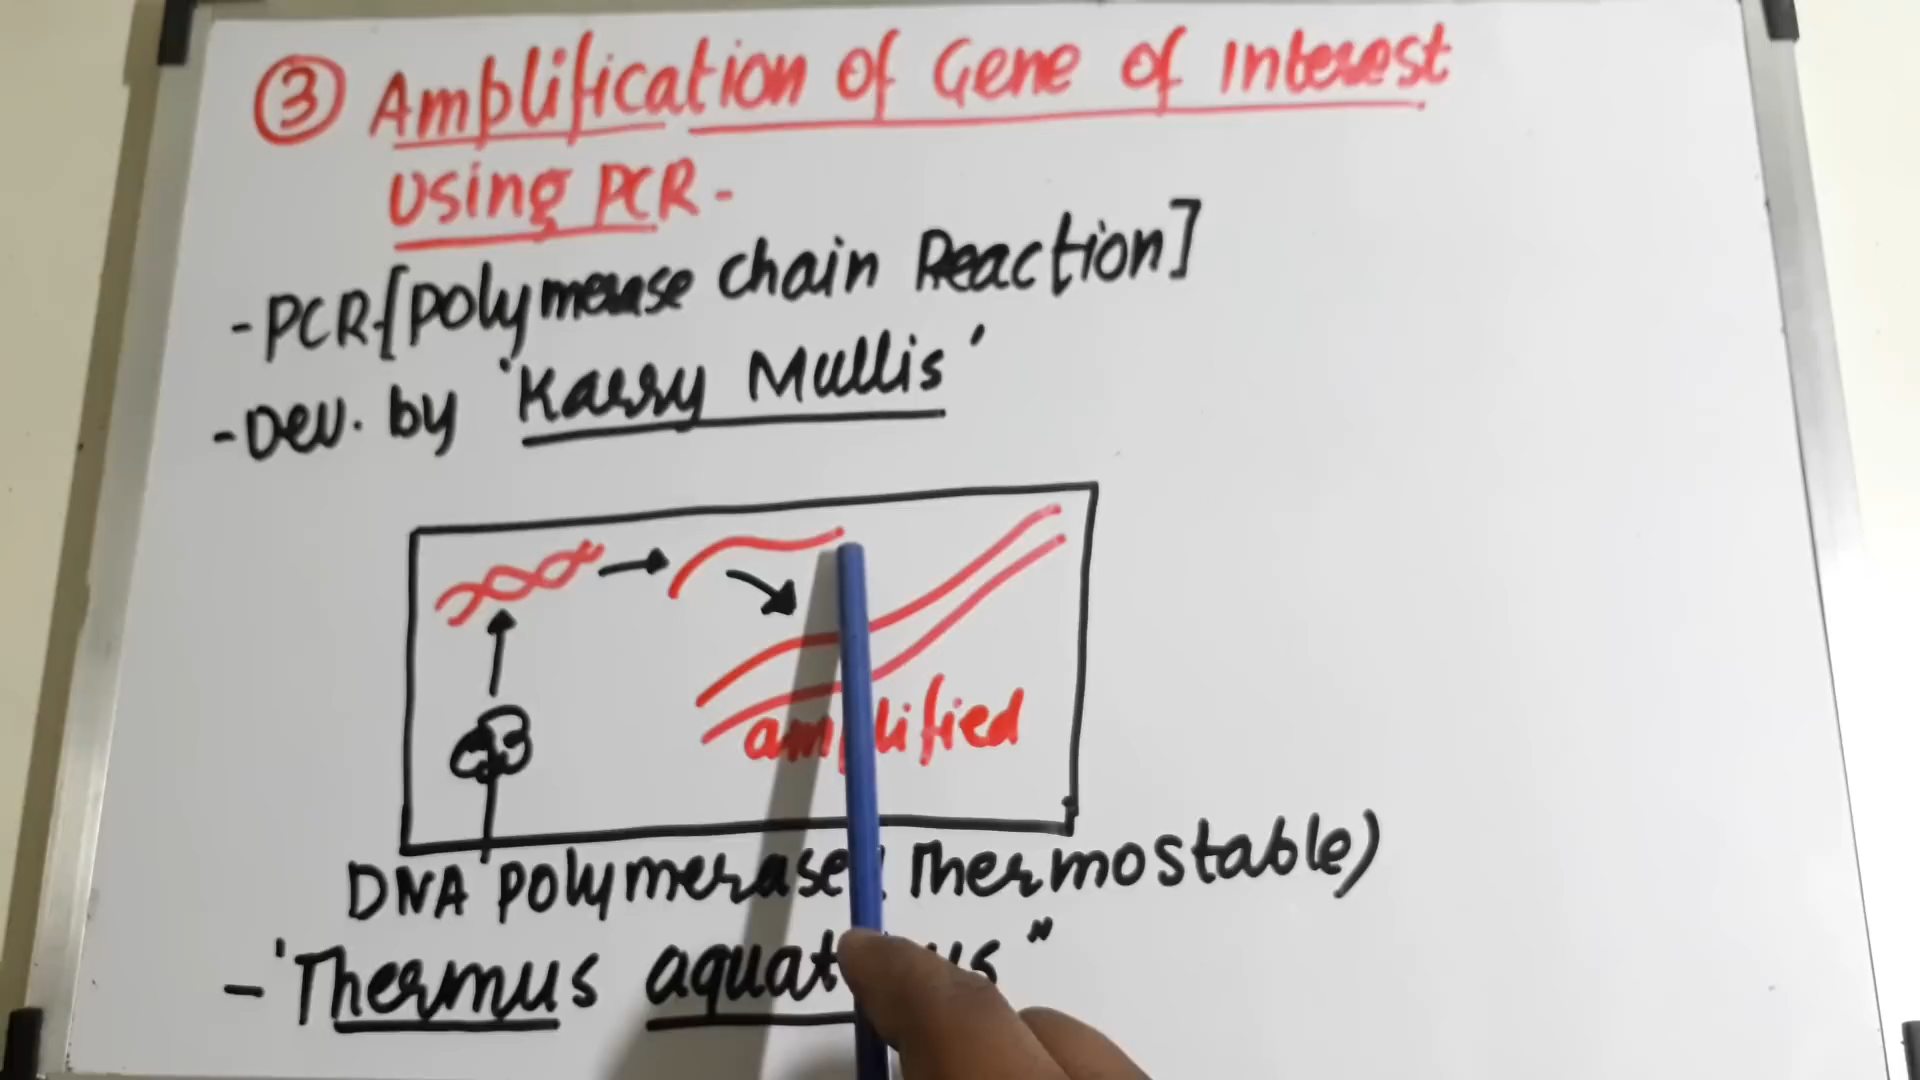 ③ Amplification of Gene of Interest
Using PCR-
- PCR-[Polymerase Chain Reaction]
- Dev. by 'Karry Mullis'
amplified
DNA Polymerase (Thermostable)
- 'Thermus aquaticus"